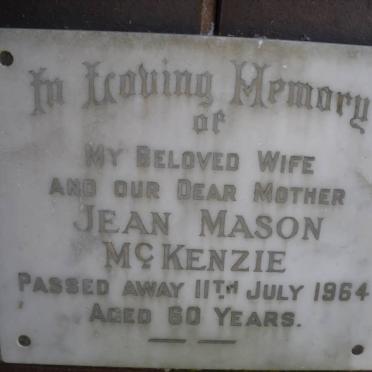 In Loving Memory
of
My Beloved Wife
and our Dear Mother
Jean Mason
McKenzie
Passed away 11th July 1964
Aged 60 Years.